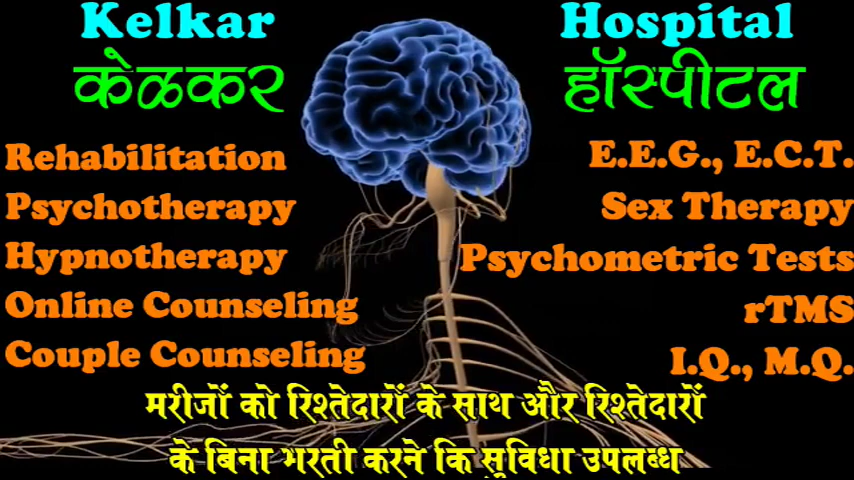 Kelkar Hospital
केळकर हॉस्पीटल
Rehabilitation
Psychotherapy
Hypnotherapy
Online Counseling
Couple Counseling
E.E.G., E.C.T.
Sex Therapy
Psychometric Tests
rTMS
I.Q., M.Q.
मरीजों को रिश्तेदारों के साथ और रिश्तेदारों
के बिना भरती करने कि सुविधा उपलब्ध